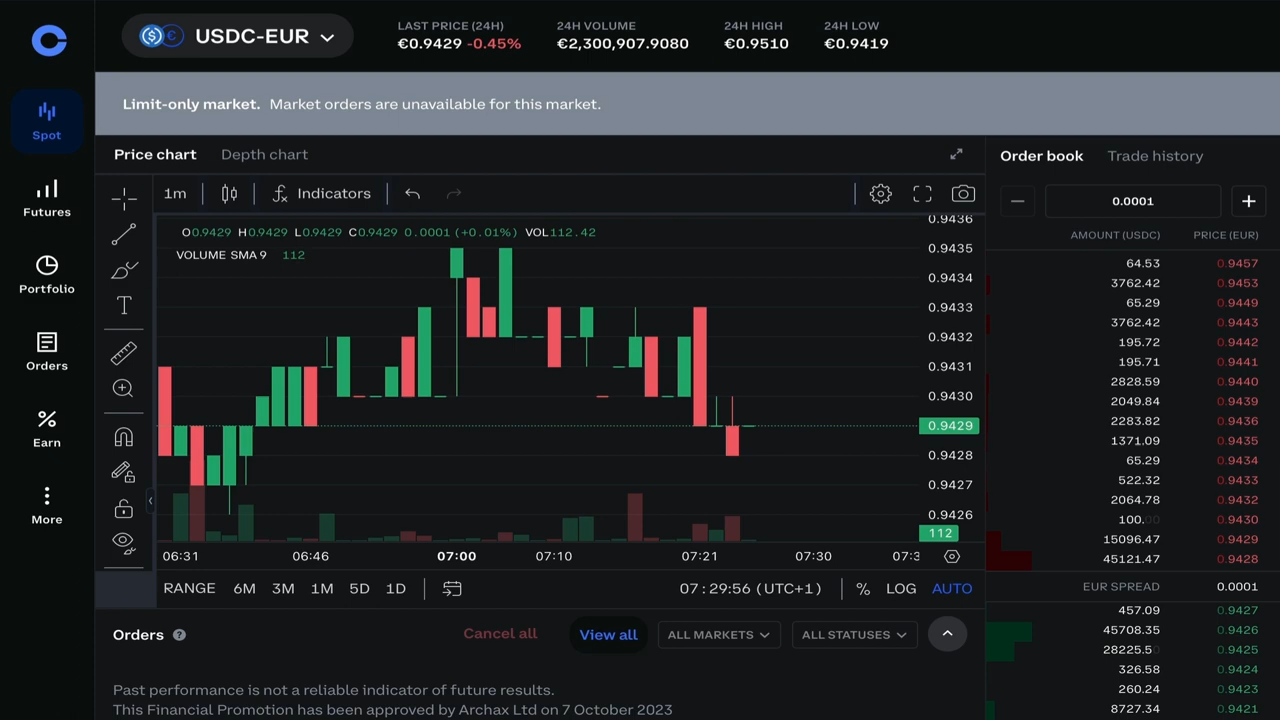 USDC-EUR
LAST PRICE (24H)
€0.9429 -0.45%
24H VOLUME
€2,300,907.9080
24H HIGH
€0.9510
24H LOW
€0.9419
Spot
Futures
Portfolio
Orders
Earn
More
Limit-only market. Market orders are unavailable for this market.
Price chart Depth chart
1m Indicators
O0.9429 H0.9429 L0.9429 C0.9429 0.0001 (+0.01%) VOL112.42
VOLUME SMA 9 112
0.9436
0.9435
0.9434
0.9433
0.9432
0.9431
0.9430
0.9429
0.9428
0.9427
0.9426
112
06:31 06:46 07:00 07:10 07:21 07:30 07:3
RANGE 6M 3M 1M 5D 1D 07:29:56 (UTC+1) % LOG AUTO
Orders ? Cancel all View all ALL MARKETS ALL STATUSES
Past performance is not a reliable indicator of future results.
This Financial Promotion has been approved by Archax Ltd on 7 October 2023
Order book Trade history
0.0001
AMOUNT (USDC) PRICE (EUR)
64.53 0.9457
3762.42 0.9453
65.29 0.9449
3762.42 0.9443
195.72 0.9442
195.71 0.9441
2828.59 0.9440
2049.84 0.9439
2283.82 0.9436
1371.09 0.9435
65.29 0.9434
522.32 0.9433
2064.78 0.9432
100.00 0.9430
15096.47 0.9429
45121.47 0.9428
EUR SPREAD 0.0001
457.09 0.9427
45708.35 0.9426
28225.50 0.9425
326.58 0.9424
260.24 0.9423
8727.34 0.9421